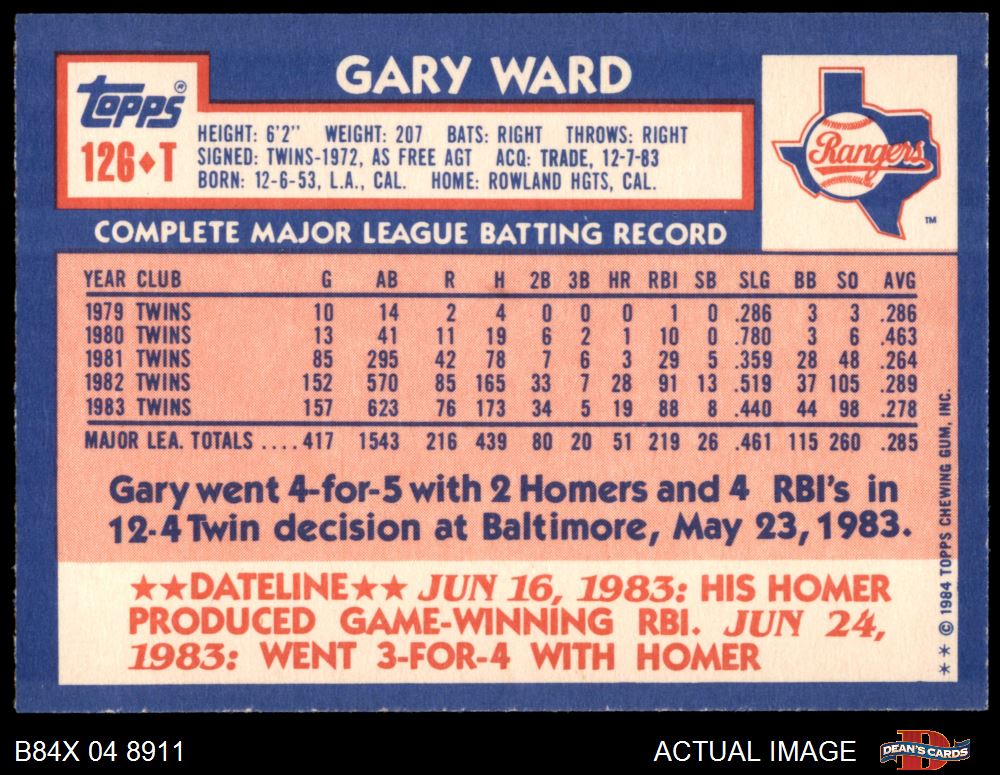 GARY WARD
Topps®
126♦T
HEIGHT: 6'2" WEIGHT: 207 BATS: RIGHT THROWS: RIGHT
SIGNED: TWINS-1972, AS FREE AGT ACQ: TRADE, 12-7-83
BORN: 12-6-53, L.A., CAL. HOME: ROWLAND HGTS, CAL.
Rangers
TM
COMPLETE MAJOR LEAGUE BATTING RECORD
YEAR CLUB G AB R H 2B 3B HR RBI SB SLG BB SO AVG
1979 TWINS 10 14 2 4 0 0 0 1 0 .286 3 3 .286
1980 TWINS 13 41 11 19 6 2 1 10 0 .780 3 6 .463
1981 TWINS 85 295 42 78 7 6 3 29 5 .359 28 48 .264
1982 TWINS 152 570 85 165 33 7 28 91 13 .519 37 105 .289
1983 TWINS 157 623 76 173 34 5 19 88 8 .440 44 98 .278
MAJOR LEA. TOTALS ....417 1543 216 439 80 20 51 219 26 .461 115 260 .285
Gary went 4-for-5 with 2 Homers and 4 RBI's in
12-4 Twin decision at Baltimore, May 23, 1983.
★★DATELINE★★ JUN 16, 1983: HIS HOMER
PRODUCED GAME-WINNING RBI. JUN 24,
1983: WENT 3-FOR-4 WITH HOMER
** © 1984 TOPPS CHEWING GUM, INC.
B84X 04 8911
ACTUAL IMAGE
D
DEAN'S CARDS